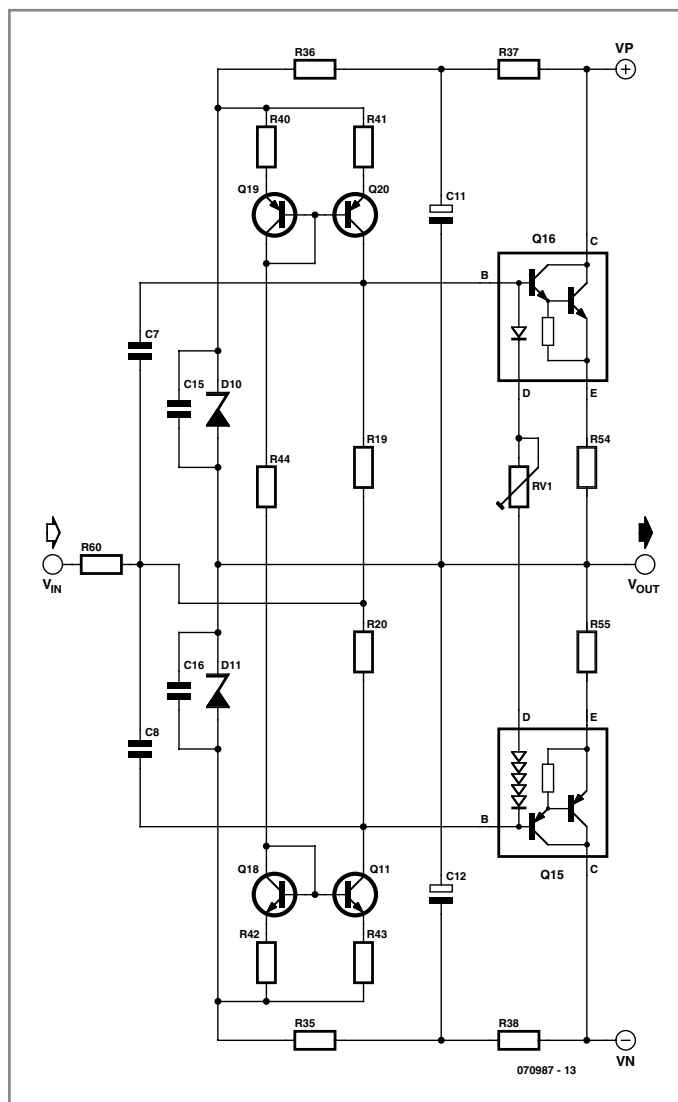 R36
R37
VP
R40
R41
Q19
Q20
C11
Q16
C
B
C7
C15
D10
D
E
R19
R54
R44
RV1
R60
VIN
VOUT
R20
R55
C16
D11
C8
D
E
B
Q18
Q11
C12
Q15
C
R42
R43
R35
R38
VN
070987 - 13